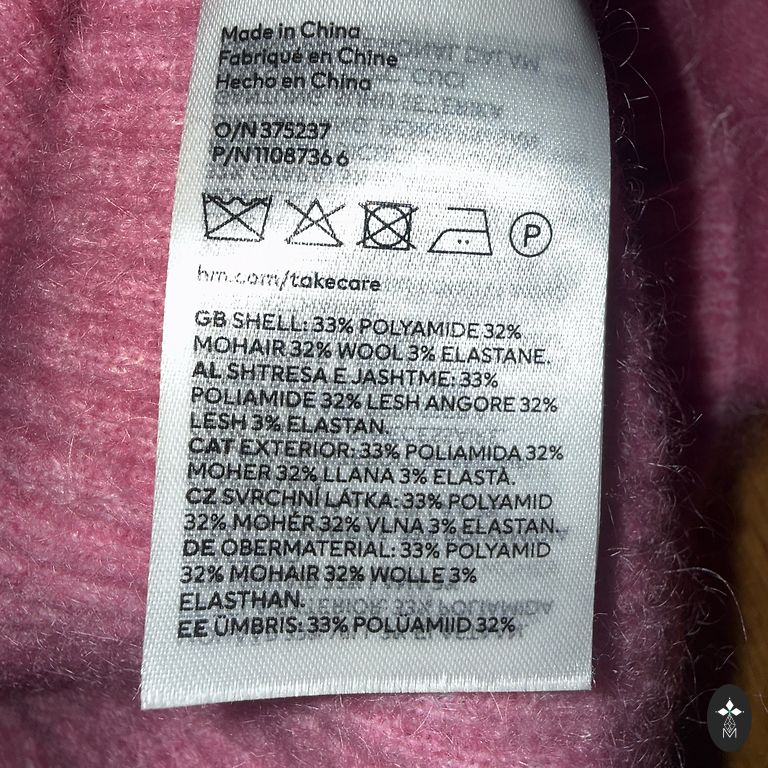 Made in China
Fabriqué en Chine
Hecho en China
O/N 375237
P/N 1108736 6
P
hm.com/takecare
GB SHELL: 33% POLYAMIDE 32%
MOHAIR 32% WOOL 3% ELASTANE.
AL SHTRESA E JASHTME: 33%
POLIAMIDE 32% LESH ANGORE 32%
LESH 3% ELASTAN.
CAT EXTERIOR: 33% POLIAMIDA 32%
MOHER 32% LLANA 3% ELASTÀ.
CZ SVRCHNÍ LÁTKA: 33% POLYAMID
32% MOHÉR 32% VLNA 3% ELASTAN.
DE OBERMATERIAL: 33% POLYAMID
32% MOHAIR 32% WOLLE 3%
ELASTHAN.
EE ÜMBRIS: 33% POLÜAMIID 32%